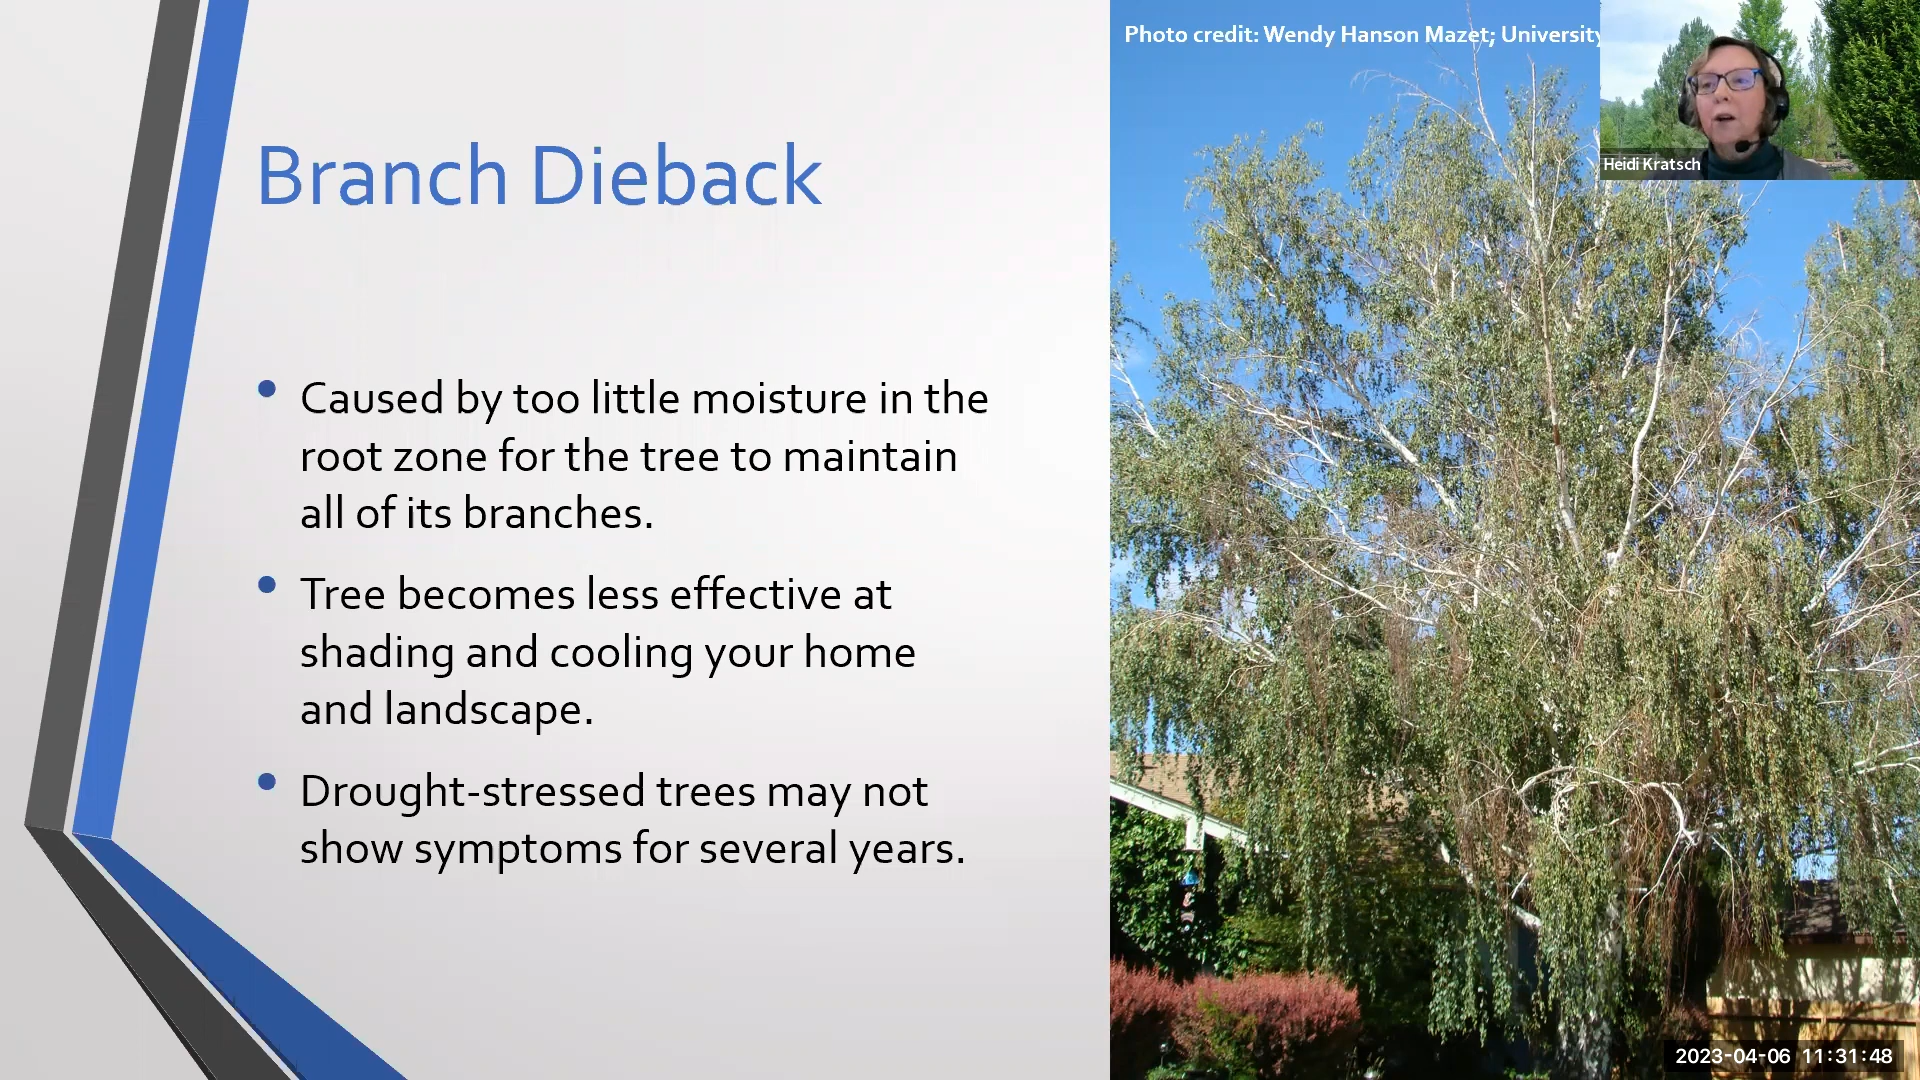 Photo credit: Wendy Hanson Mazet; University
Heidi Kratsch
Branch Dieback
• Caused by too little moisture in the
root zone for the tree to maintain
all of its branches.
• Tree becomes less effective at
shading and cooling your home
and landscape.
• Drought-stressed trees may not
show symptoms for several years.
2023-04-06 11:31:48